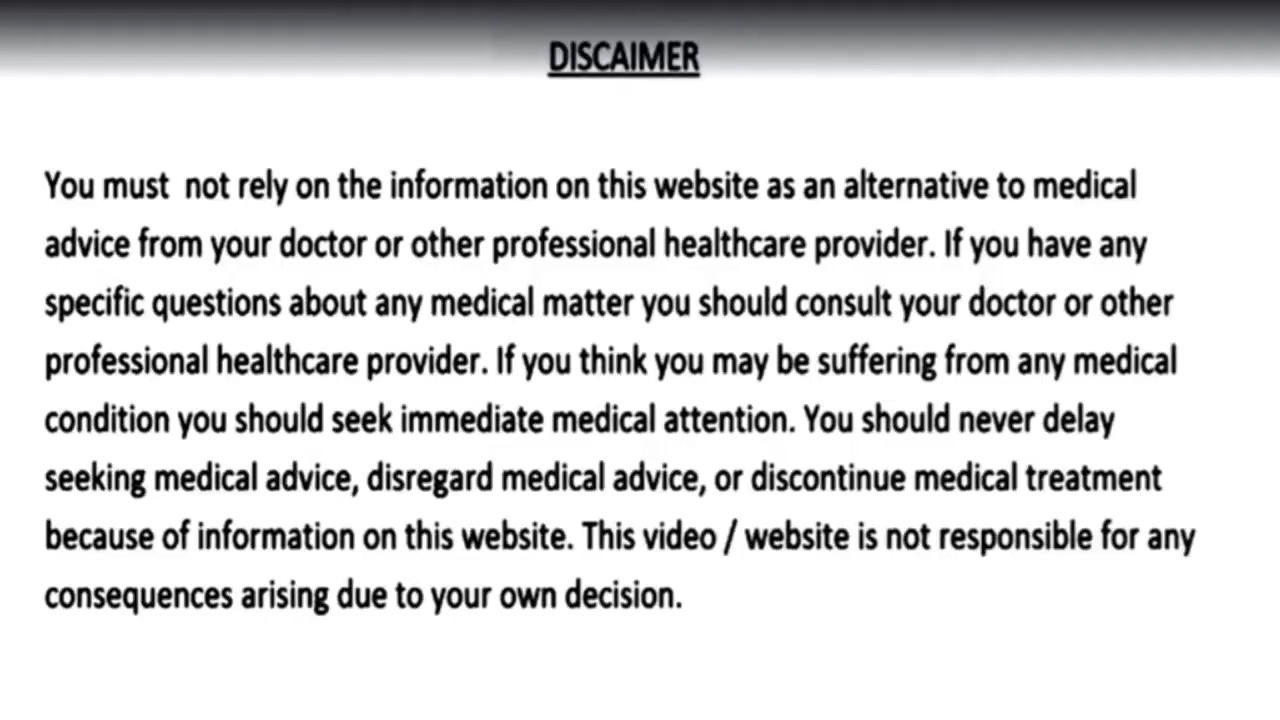 DISCAIMER
You must  not rely on the information on this website as an alternative to medical
advice from your doctor or other professional healthcare provider. If you have any
specific questions about any medical matter you should consult your doctor or other
professional healthcare provider. If you think you may be suffering from any medical
condition you should seek immediate medical attention. You should never delay
seeking medical advice, disregard medical advice, or discontinue medical treatment
because of information on this website. This video / website is not responsible for any
consequences arising due to your own decision.